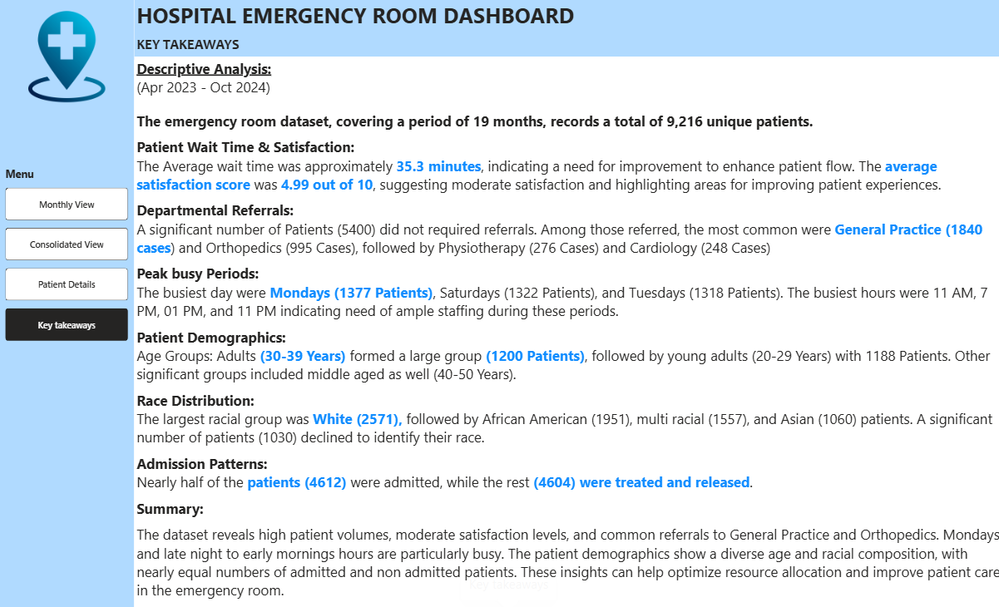 HOSPITAL EMERGENCY ROOM DASHBOARD
KEY TAKEAWAYS
Menu
Monthly View
Consolidated View
Patient Details
Key takeaways
Descriptive Analysis:
(Apr 2023 - Oct 2024)
The emergency room dataset, covering a period of 19 months, records a total of 9,216 unique patients.
Patient Wait Time & Satisfaction:
The Average wait time was approximately 35.3 minutes, indicating a need for improvement to enhance patient flow. The average
satisfaction score was 4.99 out of 10, suggesting moderate satisfaction and highlighting areas for improving patient experiences.
Departmental Referrals:
A significant number of Patients (5400) did not required referrals. Among those referred, the most common were General Practice (1840
cases) and Orthopedics (995 Cases), followed by Physiotherapy (276 Cases) and Cardiology (248 Cases)
Peak busy Periods:
The busiest day were Mondays (1377 Patients), Saturdays (1322 Patients), and Tuesdays (1318 Patients). The busiest hours were 11 AM, 7
PM, 01 PM, and 11 PM indicating need of ample staffing during these periods.
Patient Demographics:
Age Groups: Adults (30-39 Years) formed a large group (1200 Patients), followed by young adults (20-29 Years) with 1188 Patients. Other
significant groups included middle aged as well (40-50 Years).
Race Distribution:
The largest racial group was White (2571), followed by African American (1951), multi racial (1557), and Asian (1060) patients. A significant
number of patients (1030) declined to identify their race.
Admission Patterns:
Nearly half of the patients (4612) were admitted, while the rest (4604) were treated and released.
Summary:
The dataset reveals high patient volumes, moderate satisfaction levels, and common referrals to General Practice and Orthopedics. Mondays
and late night to early mornings hours are particularly busy. The patient demographics show a diverse age and racial composition, with
nearly equal numbers of admitted and non admitted patients. These insights can help optimize resource allocation and improve patient care
in the emergency room.
Key takeaways